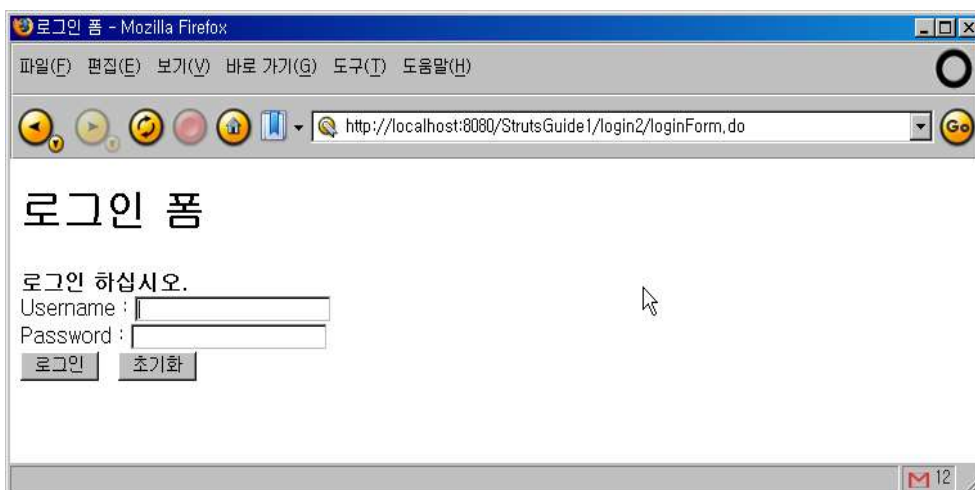 로그인 폼 - Mozilla Firefox
파일(F) 편집(E) 보기(V) 바로 가기(G) 도구(T) 도움말(H)
http://localhost:8080/StrutsGuide1/login2/loginForm.do
Go
로그인 폼
로그인 하십시오.
Username :
Password :
로그인 초기화
12